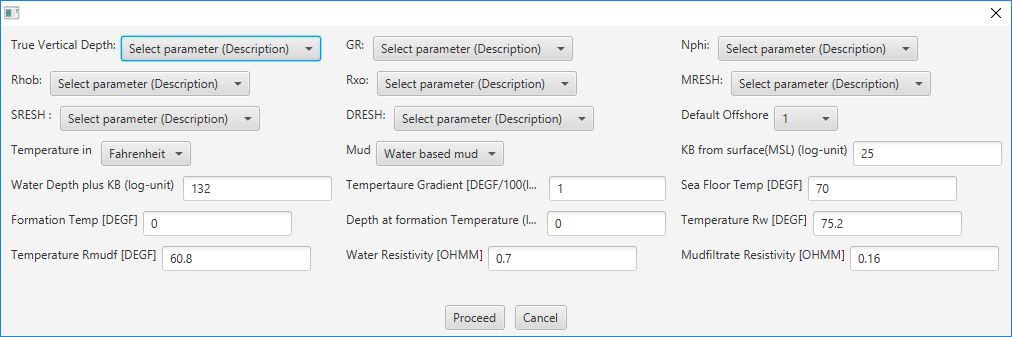 True Vertical Depth: Select parameter (Description) GR: Select parameter (Description) Nphi: Select parameter (Description)
Rhob: Select parameter (Description) Rxo: Select parameter (Description) MRESH: Select parameter (Description)
SRESH : Select parameter (Description) DRESH: Select parameter (Description) Default Offshore 1
Temperature in Fahrenheit Mud Water based mud KB from surface(MSL) (log-unit) 25
Water Depth plus KB (log-unit) 132 Tempertaure Gradient [DEGF/100(l... 1 Sea Floor Temp [DEGF] 70
Formation Temp [DEGF] 0 Depth at formation Temperature (l... 0 Temperature Rw [DEGF] 75.2
Temperature Rmudf [DEGF] 60.8 Water Resistivity [OHMM] 0.7 Mudfiltrate Resistivity [OHMM] 0.16
Proceed Cancel